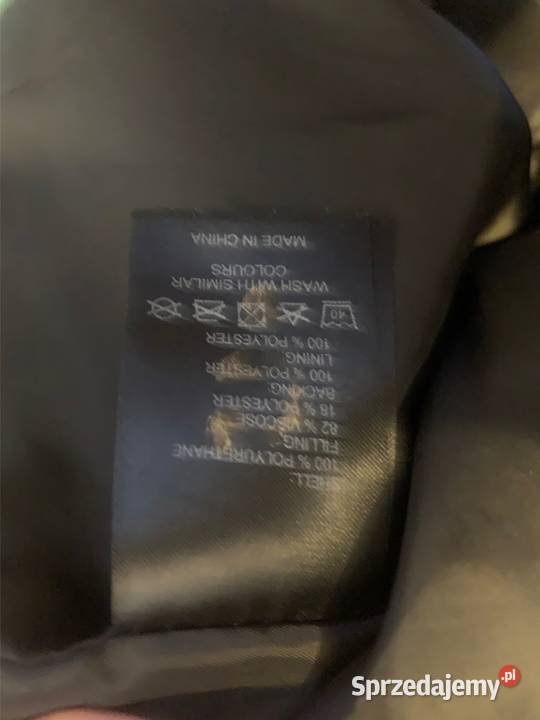 SHELL:
100 % POLYURETHANE
FILLING:
82 % VISCOSE
18 % POLYESTER
BACKING:
100 % POLYESTER
LINING
100 % POLYESTER
40
WASH WITH SIMILAR
COLOURS
MADE IN CHINA
Sprzedajemy.pl